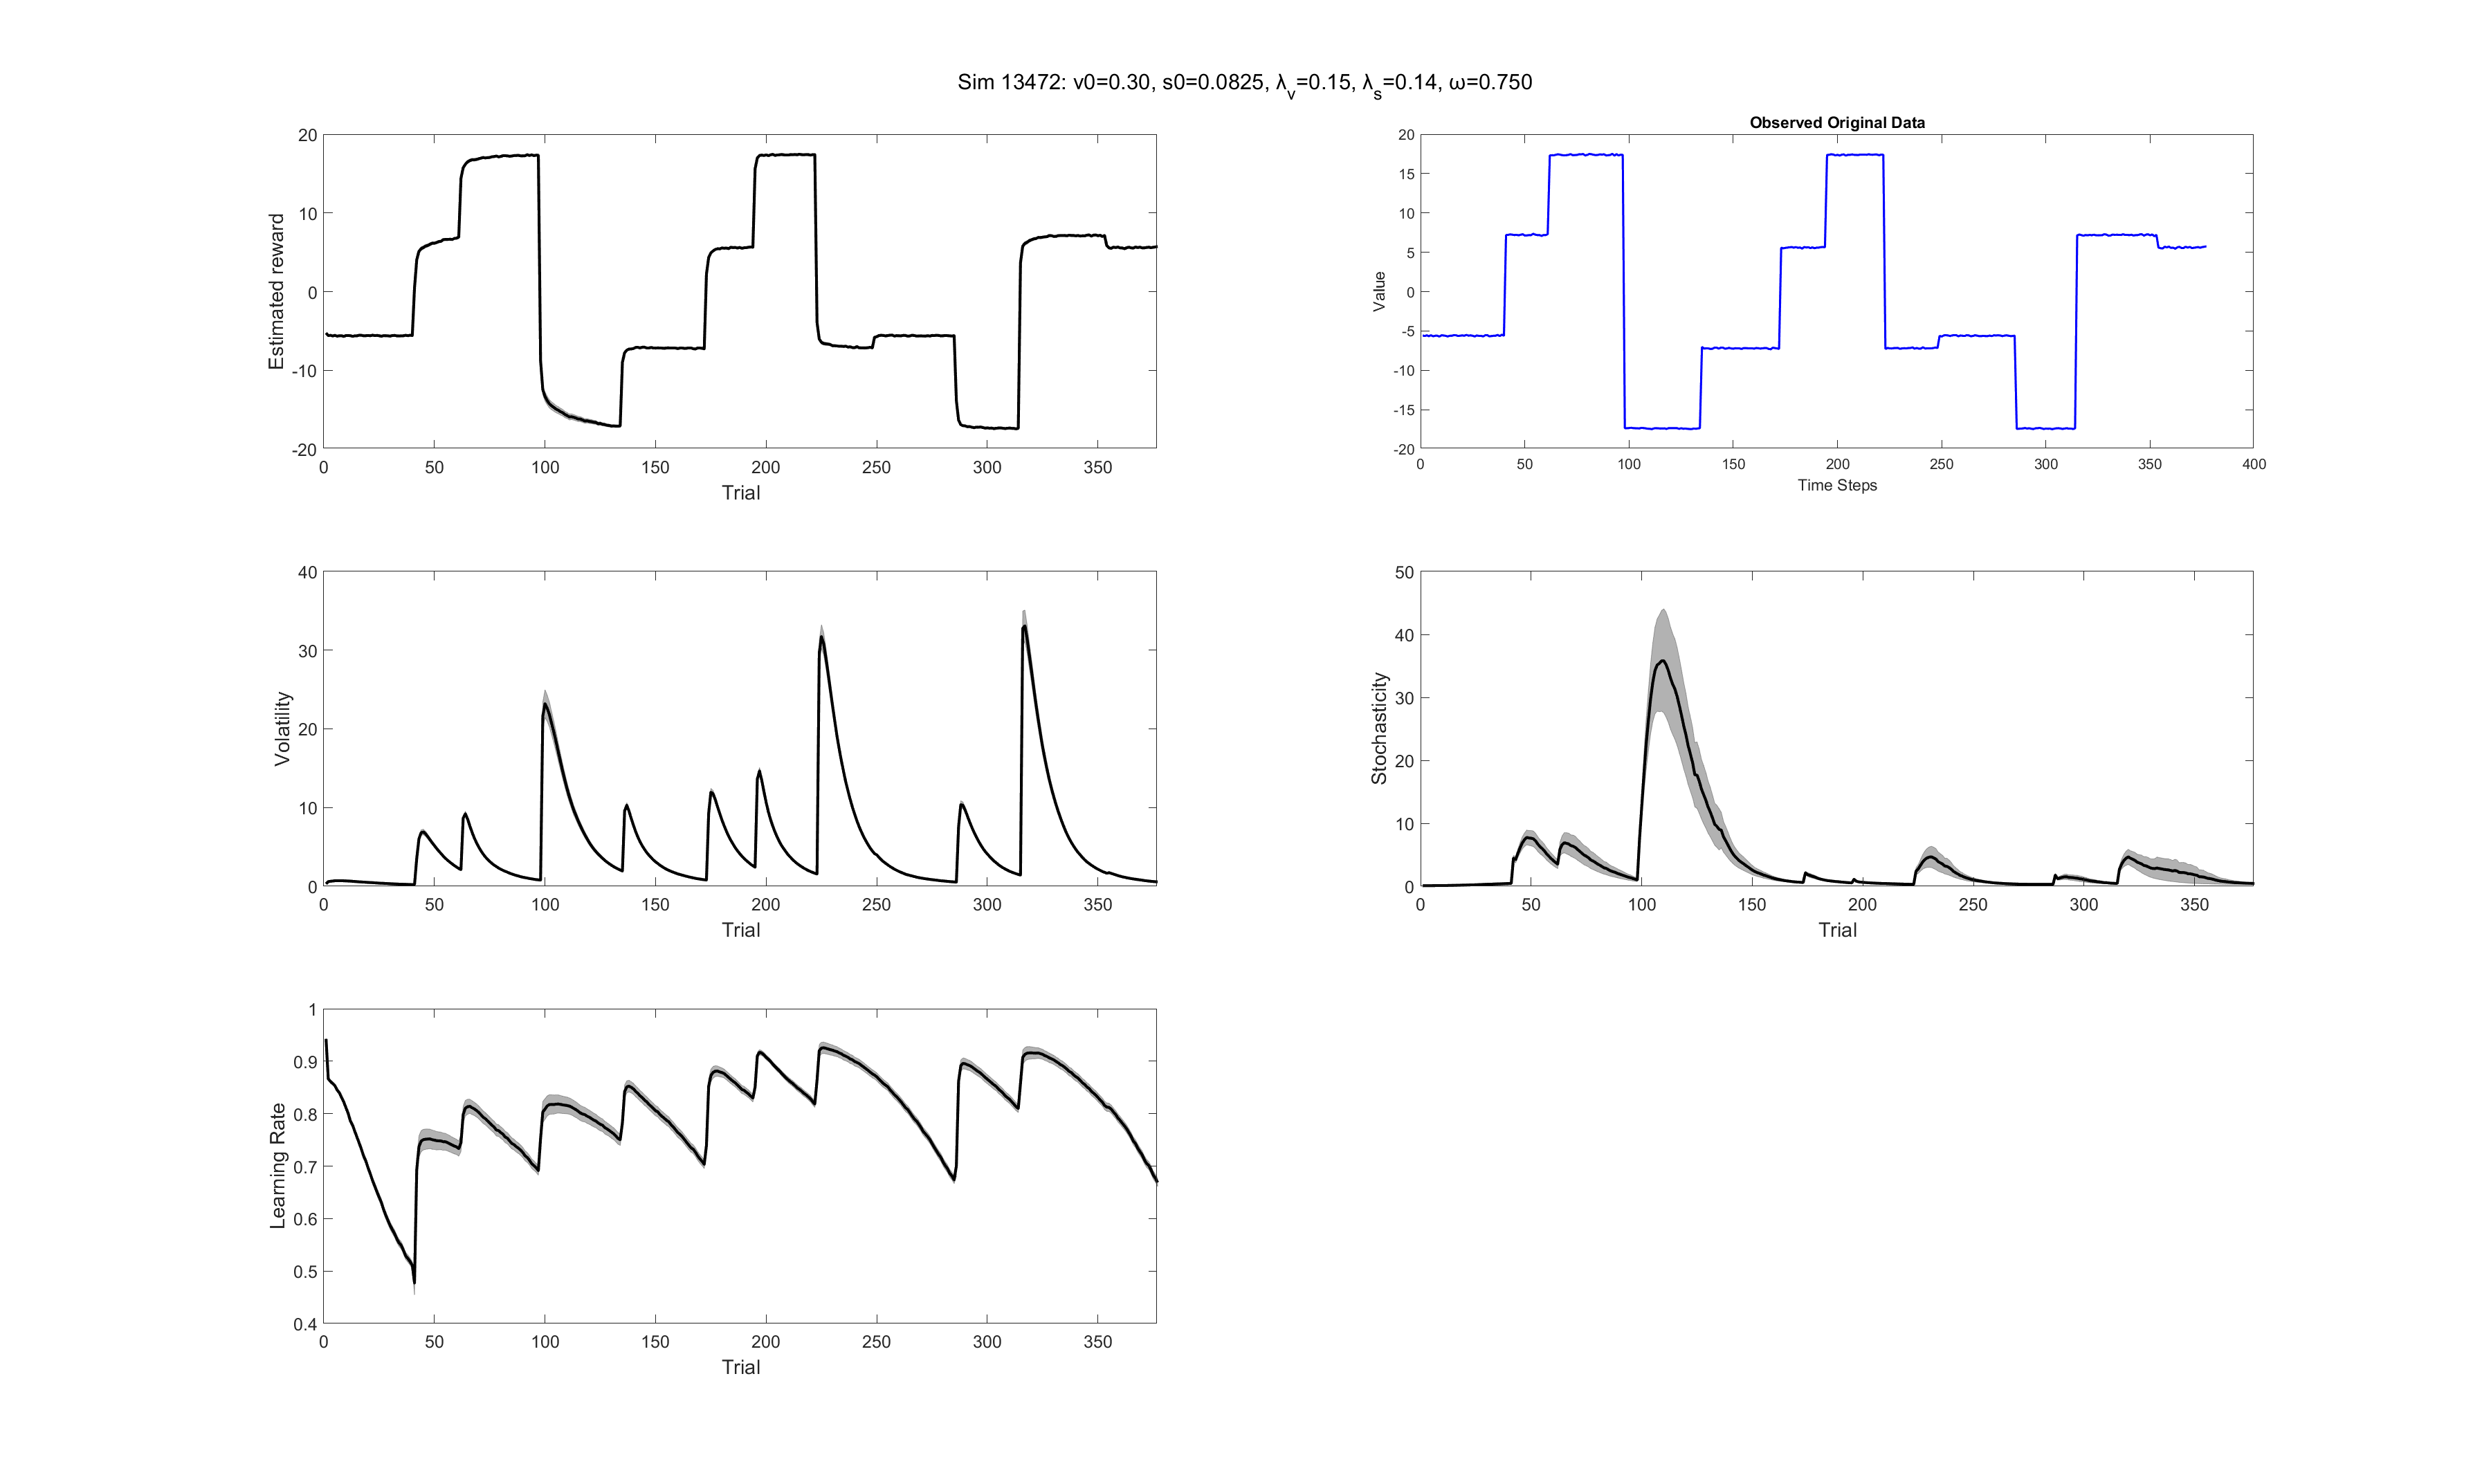 Sim 13472: v0=0.30, s0=0.0825, λv=0.15, λs=0.14, ω=0.750
Estimated reward
20
10
0
-10
-20
0 50 100 150 200 250 300 350
Trial
Observed Original Data
Value
20
15
10
5
0
-5
-10
-15
-20
0 50 100 150 200 250 300 350 400
Time Steps
Volatility
40
30
20
10
0
0 50 100 150 200 250 300 350
Trial
Stochasticity
50
40
30
20
10
0
0 50 100 150 200 250 300 350
Trial
Learning Rate
1
0.9
0.8
0.7
0.6
0.5
0.4
0 50 100 150 200 250 300 350
Trial